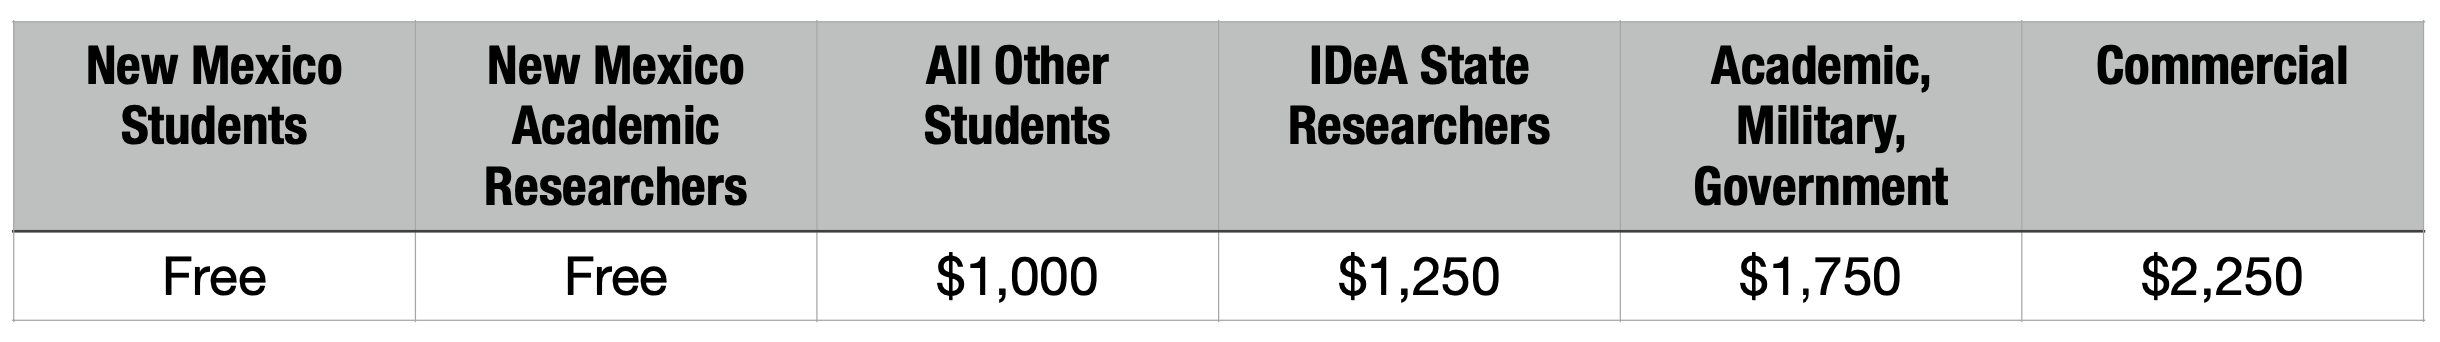 New Mexico
Students
New Mexico
Academic
Researchers
All Other
Students
IDeA State
Researchers
Academic,
Military,
Government
Commercial
Free
Free
$1,000
$1,250
$1,750
$2,250